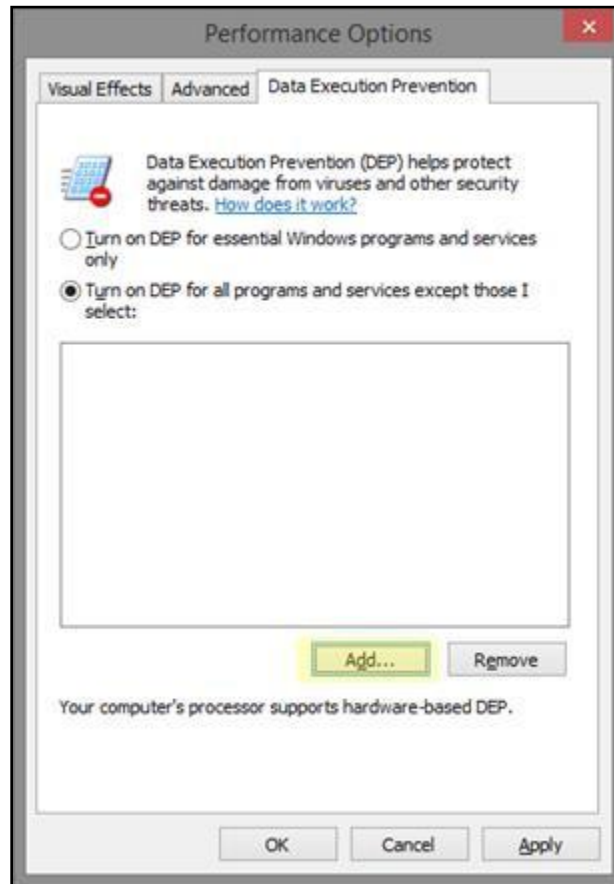 Performance Options
Visual Effects Advanced Data Execution Prevention
Data Execution Prevention (DEP) helps protect
against damage from viruses and other security
threats. How does it work?
Turn on DEP for essential Windows programs and services
only
Turn on DEP for all programs and services except those I
select:
Add... Remove
Your computer's processor supports hardware-based DEP.
OK Cancel Apply